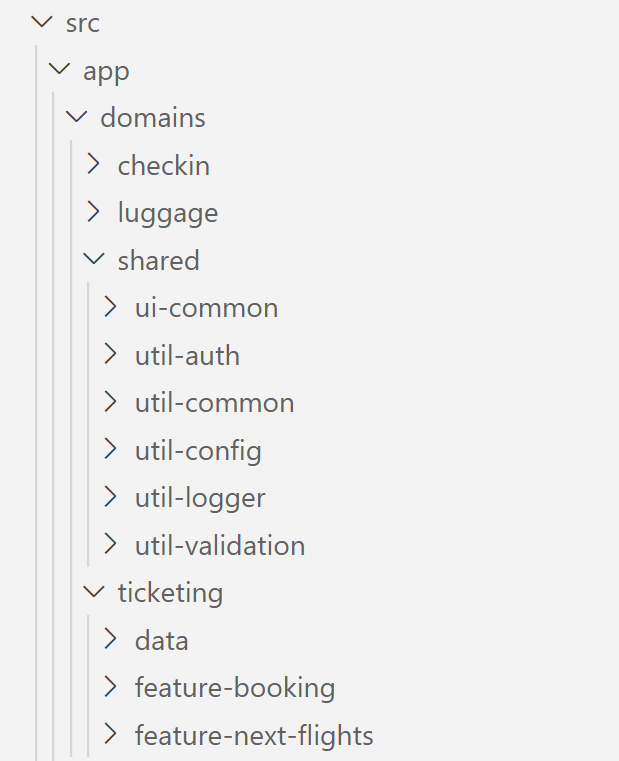 src
app
domains
checkin
luggage
shared
ui-common
util-auth
util-common
util-config
util-logger
util-validation
ticketing
data
feature-booking
feature-next-flights